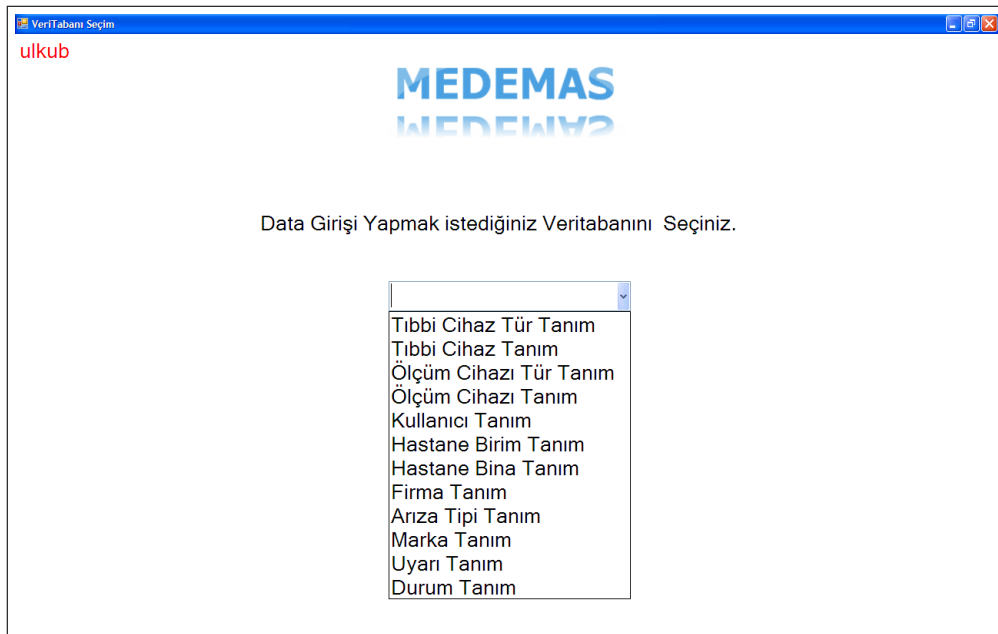 VeriTabanı Seçim
ulkub
MEDEMAS
Data Girişi Yapmak istediğiniz Veritabanını  Seçiniz.
Tıbbi Cihaz Tür Tanım
Tıbbi Cihaz Tanım
Ölçüm Cihazı Tür Tanım
Ölçüm Cihazı Tanım
Kullanıcı Tanım
Hastane Birim Tanım
Hastane Bina Tanım
Firma Tanım
Arıza Tipi Tanım
Marka Tanım
Uyarı Tanım
Durum Tanım